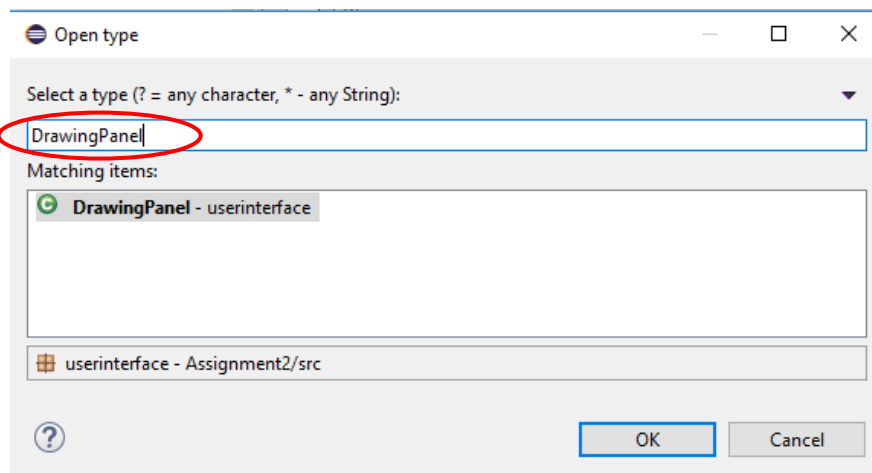 Open type
Select a type (? = any character, * - any String):
DrawingPanel
Matching items:
DrawingPanel - userinterface
userinterface - Assignment2/src
OK Cancel